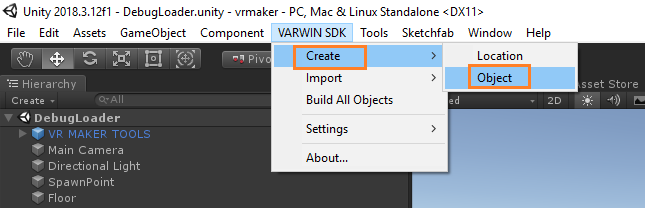 Unity 2018.3.12f1 - DebugLoader.unity - vrmaker - PC, Mac & Linux Standalone <DX11>
File Edit Assets GameObject Component VARWIN SDK Tools Sketchfab Window Help
Pivo
Create > Location
Import > Object
Build All Objects
Settings >
About...
Asset Store
2D
Hierarchy
Create All
DebugLoader
VR MAKER TOOLS
Main Camera
Directional Light
SpawnPoint
Floor